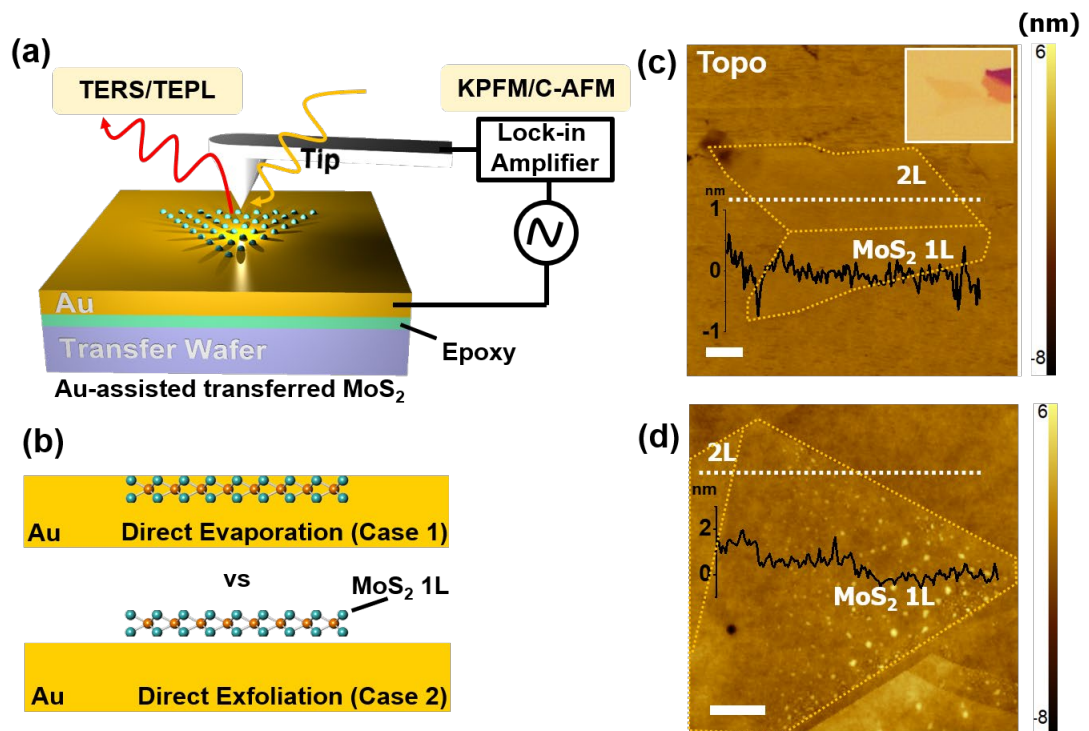 (a)
TERS/TEPL
KPFM/C-AFM
Tip
Lock-in
Amplifier
Au
Transfer Wafer
Epoxy
Au-assisted transferred MoS₂
(b)
Au
Direct Evaporation (Case 1)
vs
MoS₂ 1L
Au
Direct Exfoliation (Case 2)
(nm)
(c)
Topo
6
2L
nm
1
MoS₂ 1L
0
-1
-8
(d)
6
2L
nm
2
0
MoS₂ 1L
-8